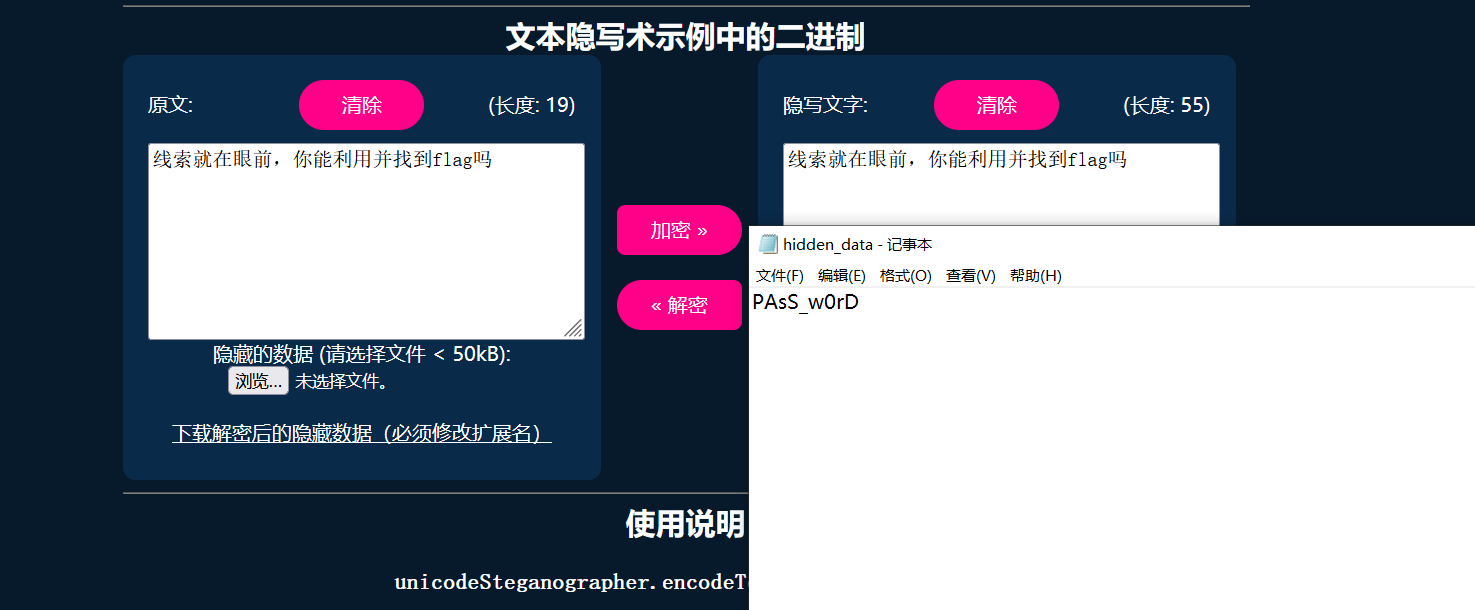 文本隐写术示例中的二进制
原文:
清除
(长度: 19)
线索就在眼前，你能利用并找到flag吗
隐藏的数据 (请选择文件 < 50kB):
浏览... 未选择文件。
下载解密后的隐藏数据（必须修改扩展名）
加密 »
« 解密
隐写文字:
清除
(长度: 55)
线索就在眼前，你能利用并找到flag吗
hidden_data - 记事本
文件(F) 编辑(E) 格式(O) 查看(V) 帮助(H)
PAsS_w0rD
使用说明
unicodeSteganographer.encodeT